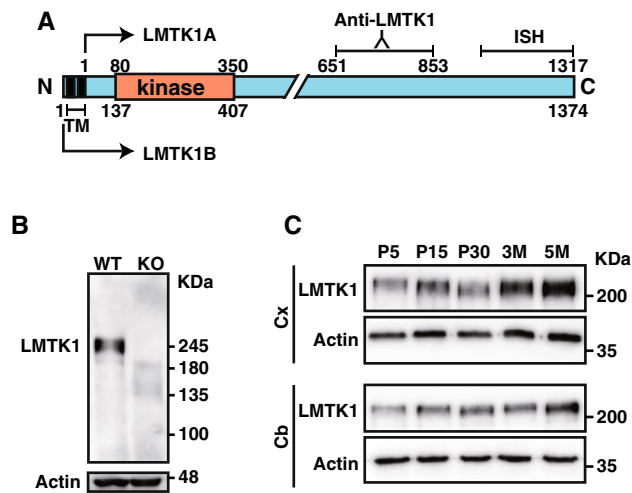 A
LMTK1A
Anti-LMTK1
ISH
1 80 350 651 853 1317
N kinase C
1 TM 137 407 1374
LMTK1B
B
WT KO
KDa
LMTK1
245
180
135
100
Actin 48
C
P5 P15 P30 3M 5M
KDa
Cx
LMTK1 200
Actin 35
Cb
LMTK1 200
Actin 35